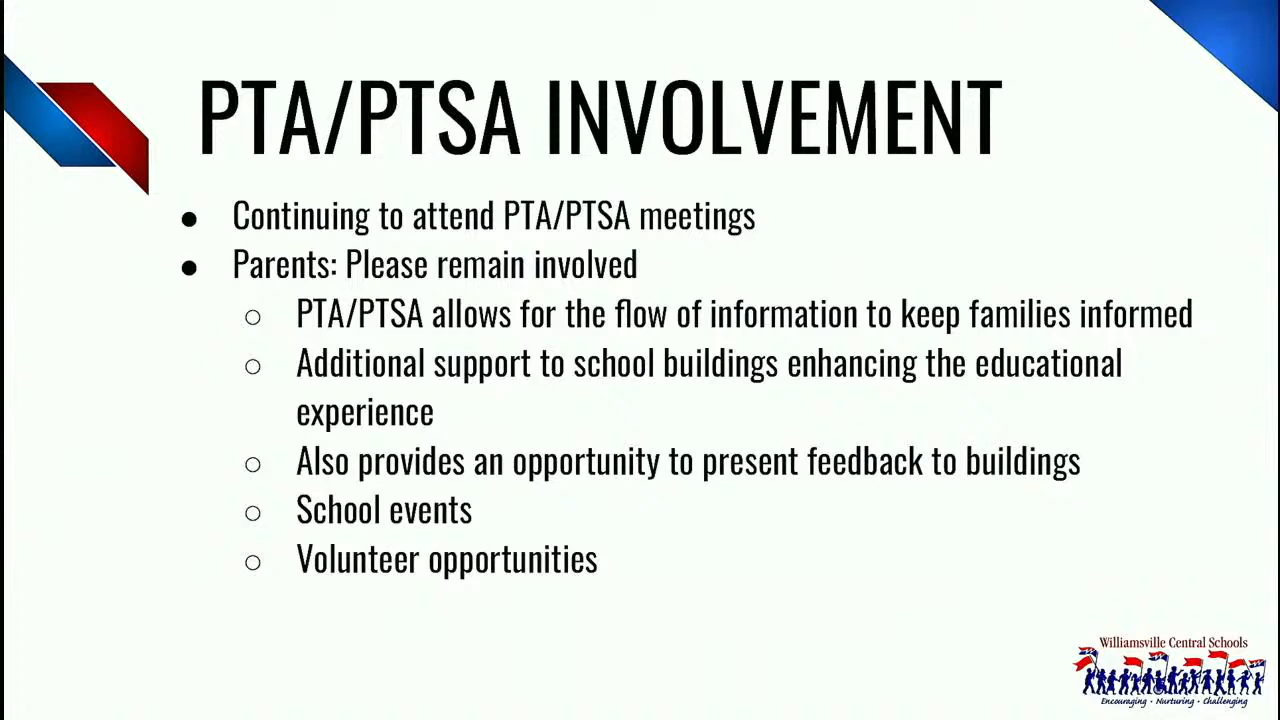 PTA/PTSA INVOLVEMENT
● Continuing to attend PTA/PTSA meetings
● Parents: Please remain involved
○ PTA/PTSA allows for the flow of information to keep families informed
○ Additional support to school buildings enhancing the educational
experience
○ Also provides an opportunity to present feedback to buildings
○ School events
○ Volunteer opportunities
Williamsville Central Schools
Encouraging • Nurturing • Challenging